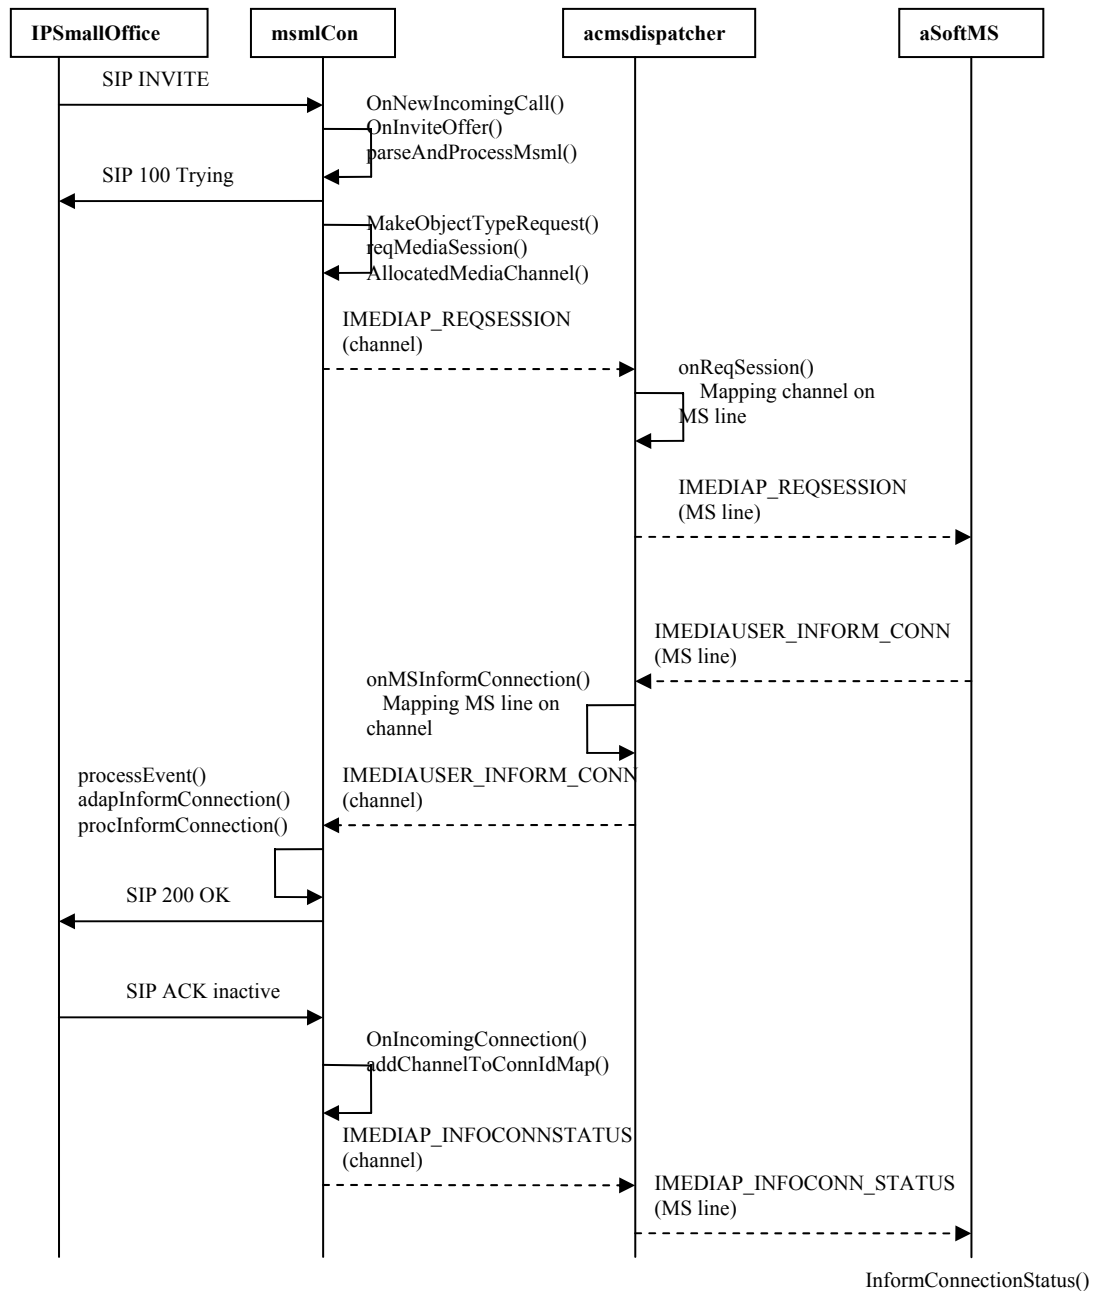 IPSmallOffice
msmlCon
acmsdispatcher
aSoftMS
SIP INVITE
OnNewIncomingCall()
OnInviteOffer()
parseAndProcessMsml()
SIP 100 Trying
MakeObjectTypeRequest()
reqMediaSession()
AllocatedMediaChannel()
IMEDIAP_REQSESSION
(channel)
onReqSession()
Mapping channel on
MS line
IMEDIAP_REQSESSION
(MS line)
IMEDIAUSER_INFORM_CONN
(MS line)
onMSInformConnection()
Mapping MS line on
channel
IMEDIAUSER_INFORM_CONN
(channel)
processEvent()
adapInformConnection()
procInformConnection()
SIP 200 OK
SIP ACK inactive
OnIncomingConnection()
addChannelToConnIdMap()
IMEDIAP_INFOCONNSTATUS
(channel)
IMEDIAP_INFOCONN_STATUS
(MS line)
InformConnectionStatus()